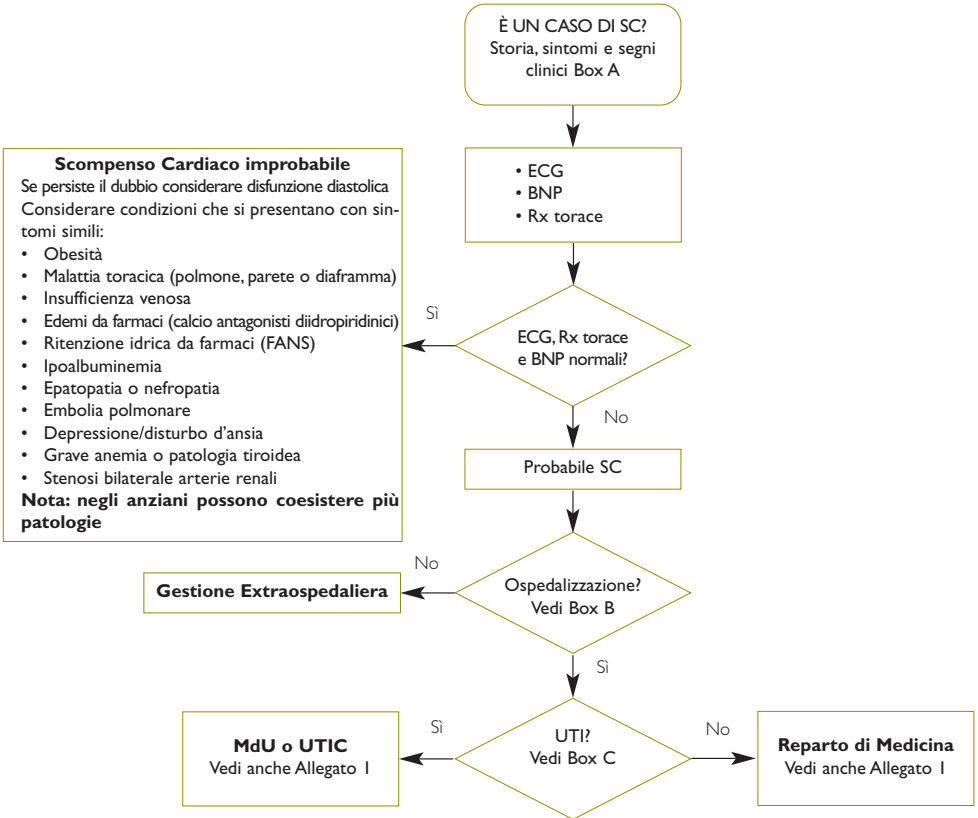 È UN CASO DI SC?
Storia, sintomi e segni
clinici Box A
• ECG
• BNP
• Rx torace
Scompenso Cardiaco improbabile
Se persiste il dubbio considerare disfunzione diastolica
Considerare condizioni che si presentano con sin-
tomi simili:
• Obesità
• Malattia toracica (polmone, parete o diaframma)
• Insufficienza venosa
• Edemi da farmaci (calcio antagonisti diidropiridinici)
• Ritenzione idrica da farmaci (FANS)
• Ipoalbuminemia
• Epatopatia o nefropatia
• Embolia polmonare
• Depressione/disturbo d'ansia
• Grave anemia o patologia tiroidea
• Stenosi bilaterale arterie renali
Nota: negli anziani possono coesistere più
patologie
Sì
ECG, Rx torace
e BNP normali?
No
Probabile SC
No
Ospedalizzazione?
Vedi Box B
Gestione Extraospedaliera
Sì
Sì
UTI?
Vedi Box C
No
MdU o UTIC
Vedi anche Allegato 1
Reparto di Medicina
Vedi anche Allegato 1